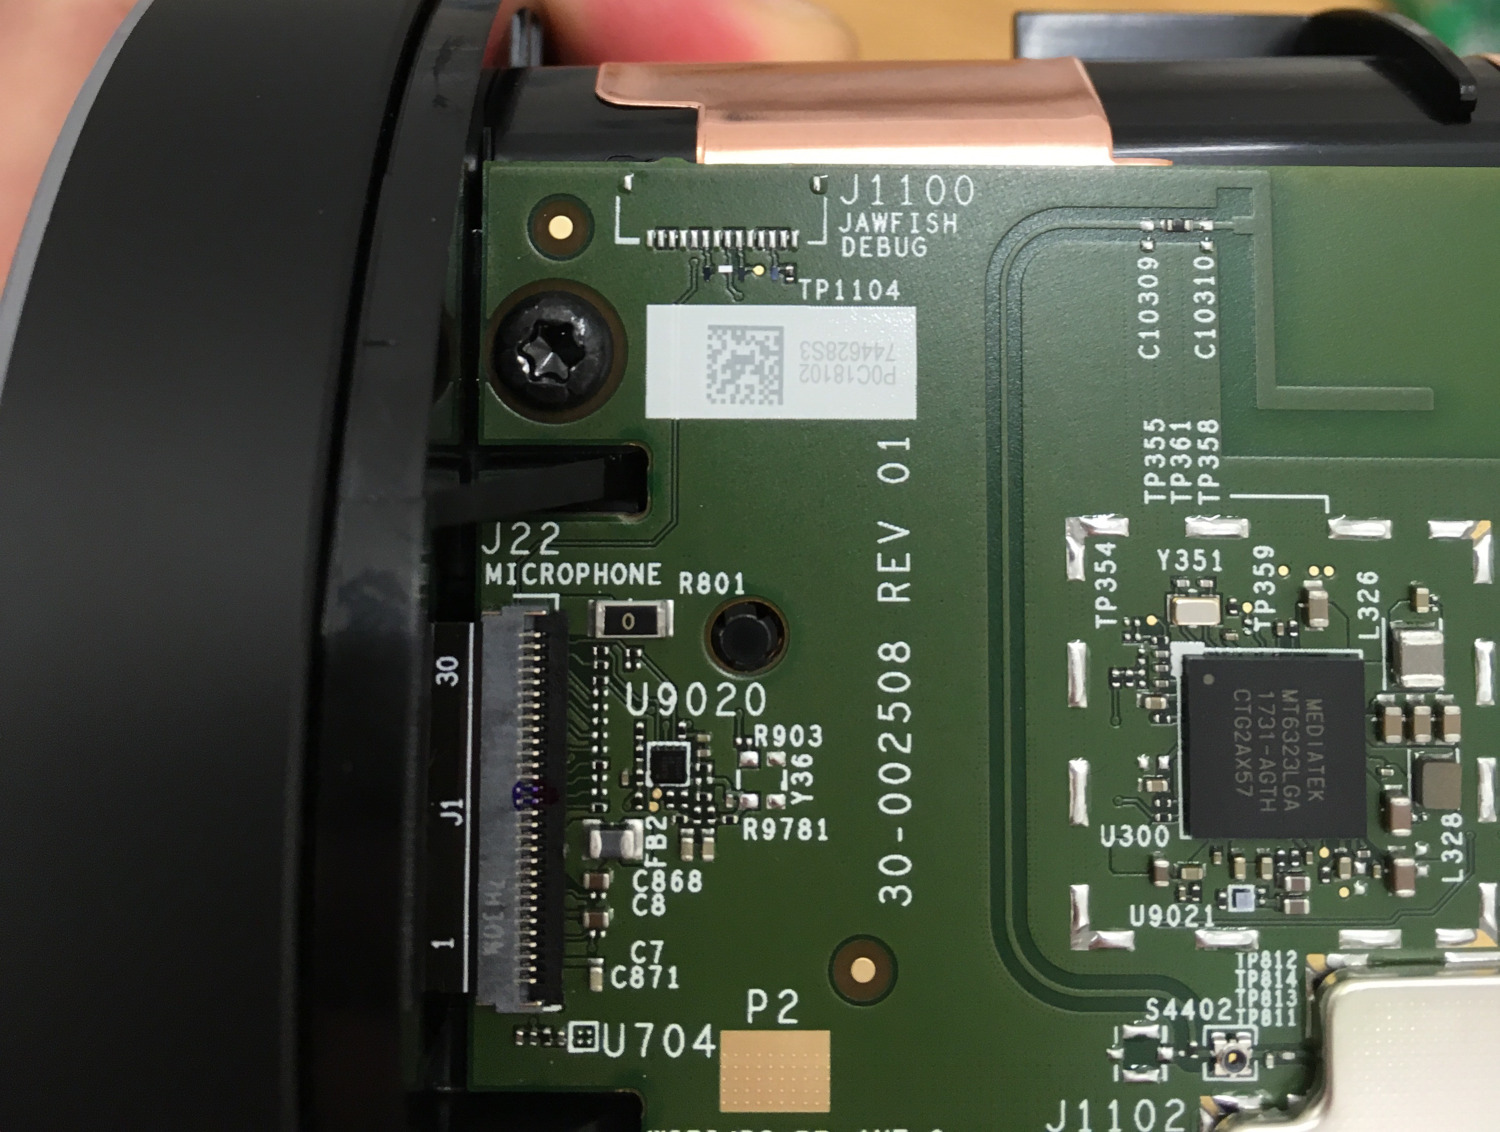 J1100
JAWFISH
DEBUG
TP1104
P0C18102
744628S3
C10309
C10310
30-002508 REV 01
TP355
TP361
TP358
J22
MICROPHONE
R801
0
30
J1
1
U9020
R903
Y36
R9781
FB2
C868
C8
C7
C871
U704
P2
TP354
Y351
TP359
L326
MEDIATEK
MT6323LGA
1731-AGTH
CTG2AX57
U300
L328
U9021
TP812
TP814
TP813
TP811
S4402
J1102